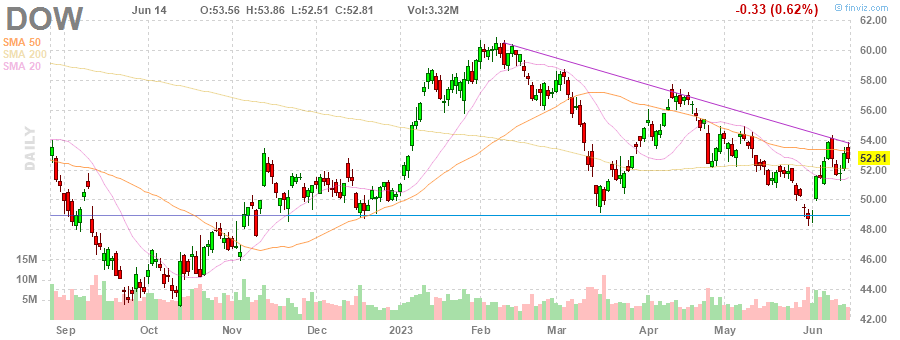 DOW Jun 14 O:53.56 H:53.86 L:52.51 C:52.81 Vol:3.32M -0.33 (0.62%) © finviz.com
SMA 50
SMA 200
SMA 20
DAILY
62.00
60.00
58.00
56.00
54.00
52.81
52.00
50.00
48.00
46.00
44.00
42.00
15M
10M
5M
Sep Oct Nov Dec 2023 Feb Mar Apr May Jun